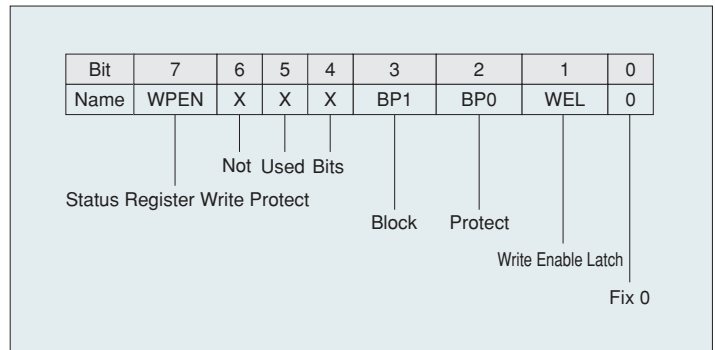 Bit 7 6 5 4 3 2 1 0
Name WPEN X X X BP1 BP0 WEL 0
Not Used Bits
Status Register Write Protect
Block Protect
Write Enable Latch
Fix 0